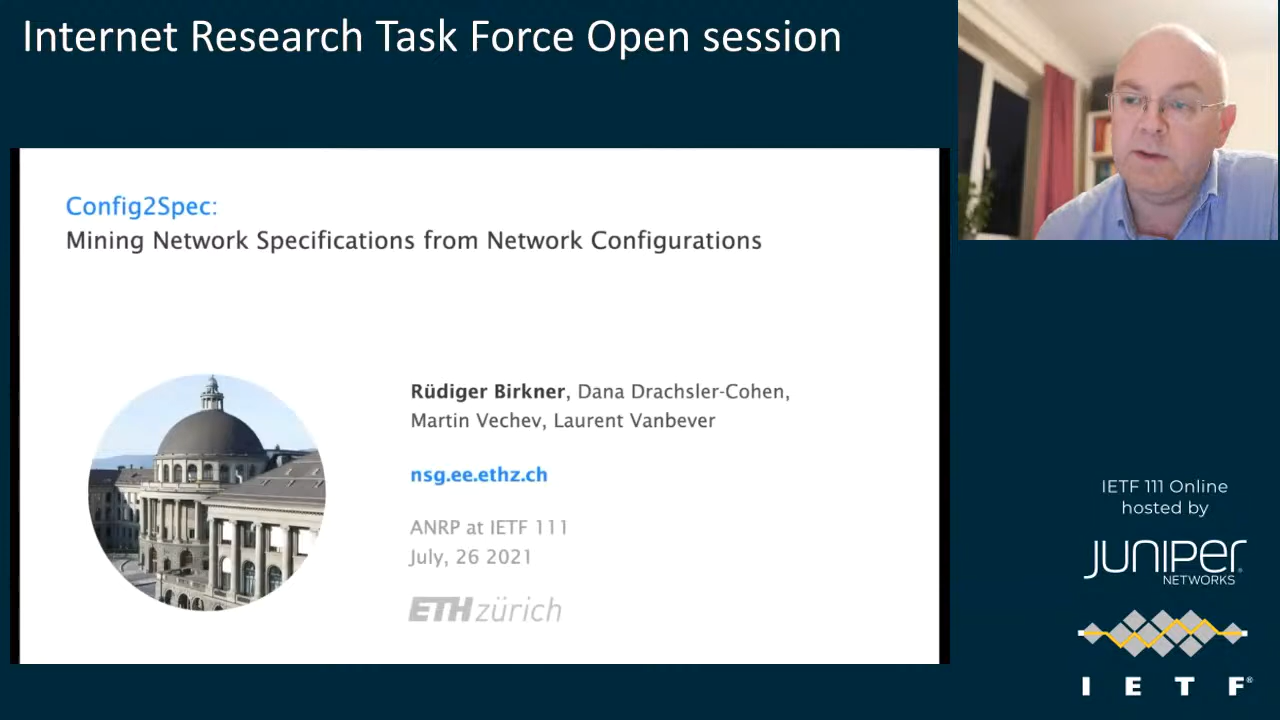 Internet Research Task Force Open session
Config2Spec:
Mining Network Specifications from Network Configurations
Rüdiger Birkner, Dana Drachsler-Cohen,
Martin Vechev, Laurent Vanbever
nsg.ee.ethz.ch
ANRP at IETF 111
July, 26 2021
ETH zürich
IETF 111 Online
hosted by
JUNIPER
NETWORKS
I E T F®